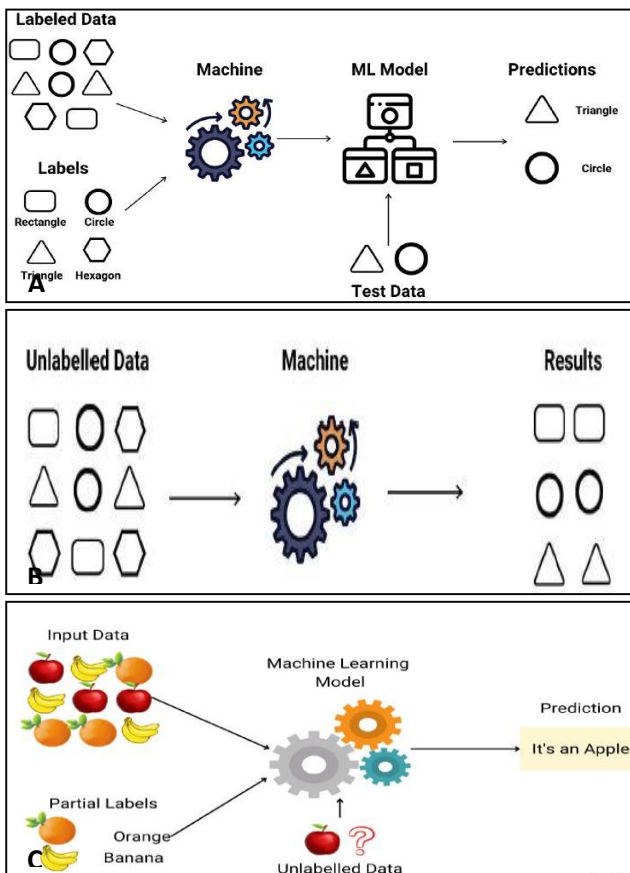 Labeled Data
Machine
ML Model
Predictions
Triangle
Circle
Labels
Rectangle Circle
Triangle Hexagon
Test Data
A
Unlabelled Data Machine Results
B
Input Data
Machine Learning
Model
Prediction
It's an Apple
Partial Labels
Orange
Banana
?
Unlabelled Data
C